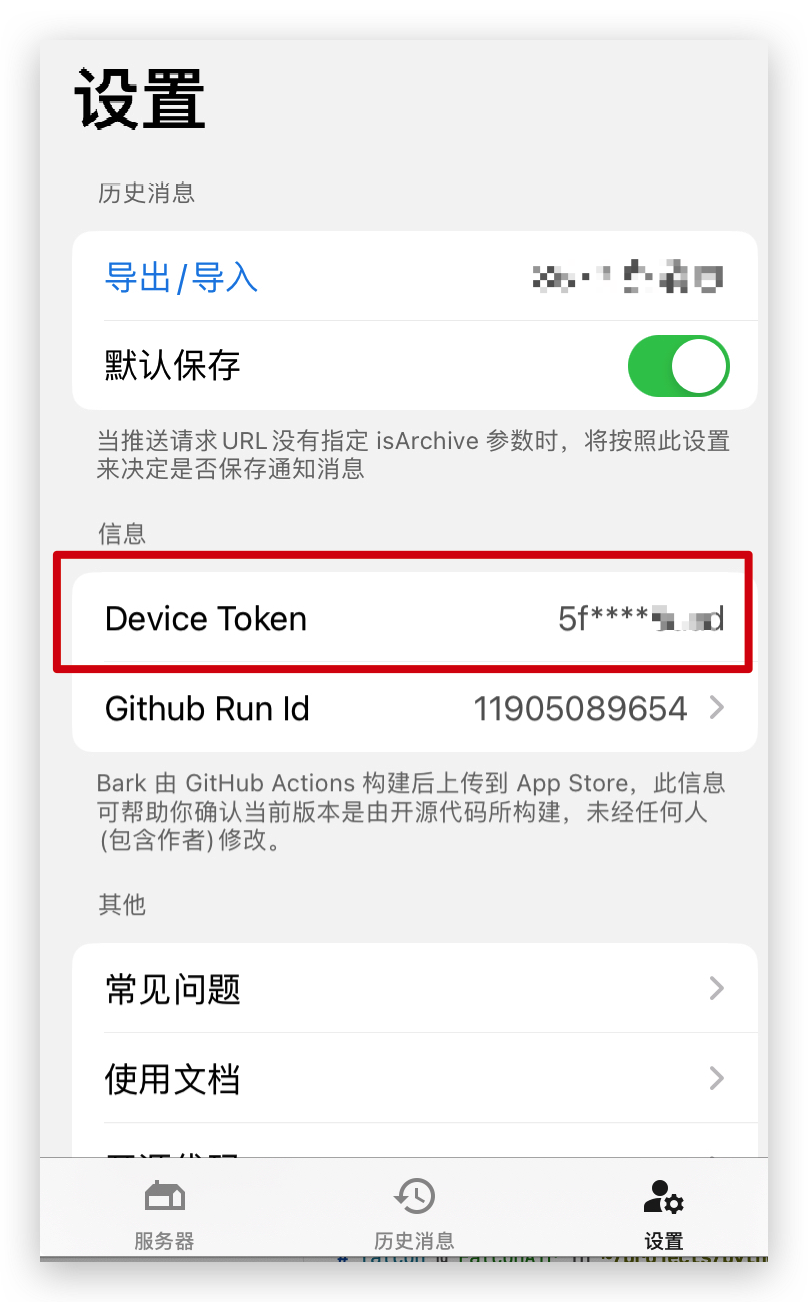 设置
历史消息
导出/导入
默认保存
当推送请求URL没有指定 isArchive 参数时，将按照此设置
来决定是否保存通知消息
信息
Device Token 5f****
Github Run Id 11905089654
Bark 由 GitHub Actions 构建后上传到 App Store，此信息
可帮助你确认当前版本是由开源代码所构建，未经任何人
(包含作者)修改。
其他
常见问题
使用文档
服务器 历史消息 设置